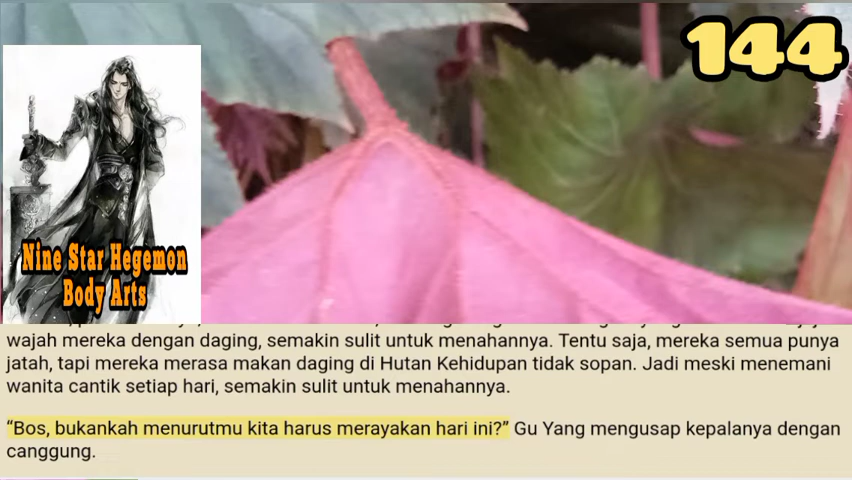 144
Nine Star Hegemon
Body Arts
wajah mereka dengan daging, semakin sulit untuk menahannya. Tentu saja, mereka semua punya
jatah, tapi mereka merasa makan daging di Hutan Kehidupan tidak sopan. Jadi meski menemani
wanita cantik setiap hari, semakin sulit untuk menahannya.
“Bos, bukankah menurutmu kita harus merayakan hari ini?” Gu Yang mengusap kepalanya dengan
canggung.